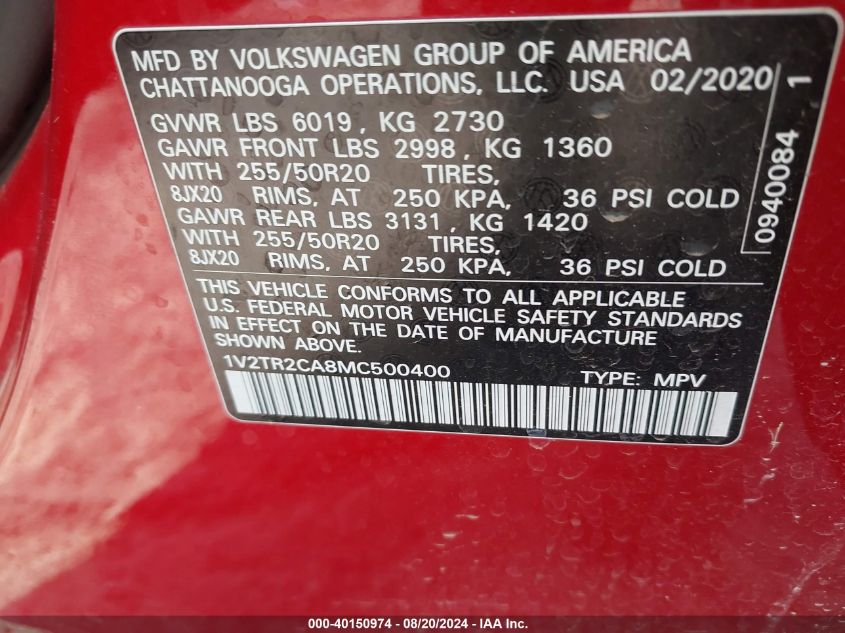 MFD BY VOLKSWAGEN GROUP OF AMERICA
CHATTANOOGA OPERATIONS, LLC. USA 02/2020
GVWR LBS 6019, KG 2730
GAWR FRONT LBS 2998, KG 1360
WITH 255/50R20 TIRES,
8JX20 RIMS, AT 250 KPA, 36 PSI COLD
GAWR REAR LBS 3131, KG 1420
WITH 255/50R20 TIRES,
8JX20 RIMS, AT 250 KPA, 36 PSI COLD
THIS VEHICLE CONFORMS TO ALL APPLICABLE
U.S. FEDERAL MOTOR VEHICLE SAFETY STANDARDS
IN EFFECT ON THE DATE OF MANUFACTURE
SHOWN ABOVE.
1V2TR2CA8MC500400 TYPE: MPV
0940084 1
000-40150974 - 08/20/2024 - IAAI Inc.